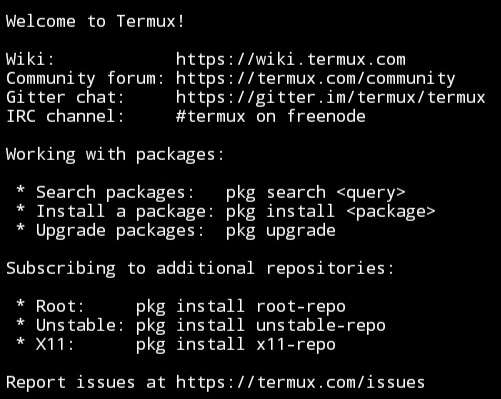 Welcome to Termux!
Wiki:            https://wiki.termux.com
Community forum: https://termux.com/community
Gitter chat:     https://gitter.im/termux/termux
IRC channel:     #termux on freenode
Working with packages:
 * Search packages:   pkg search <query>
 * Install a package: pkg install <package>
 * Upgrade packages:  pkg upgrade
Subscribing to additional repositories:
 * Root:     pkg install root-repo
 * Unstable: pkg install unstable-repo
 * X11:      pkg install x11-repo
Report issues at https://termux.com/issues